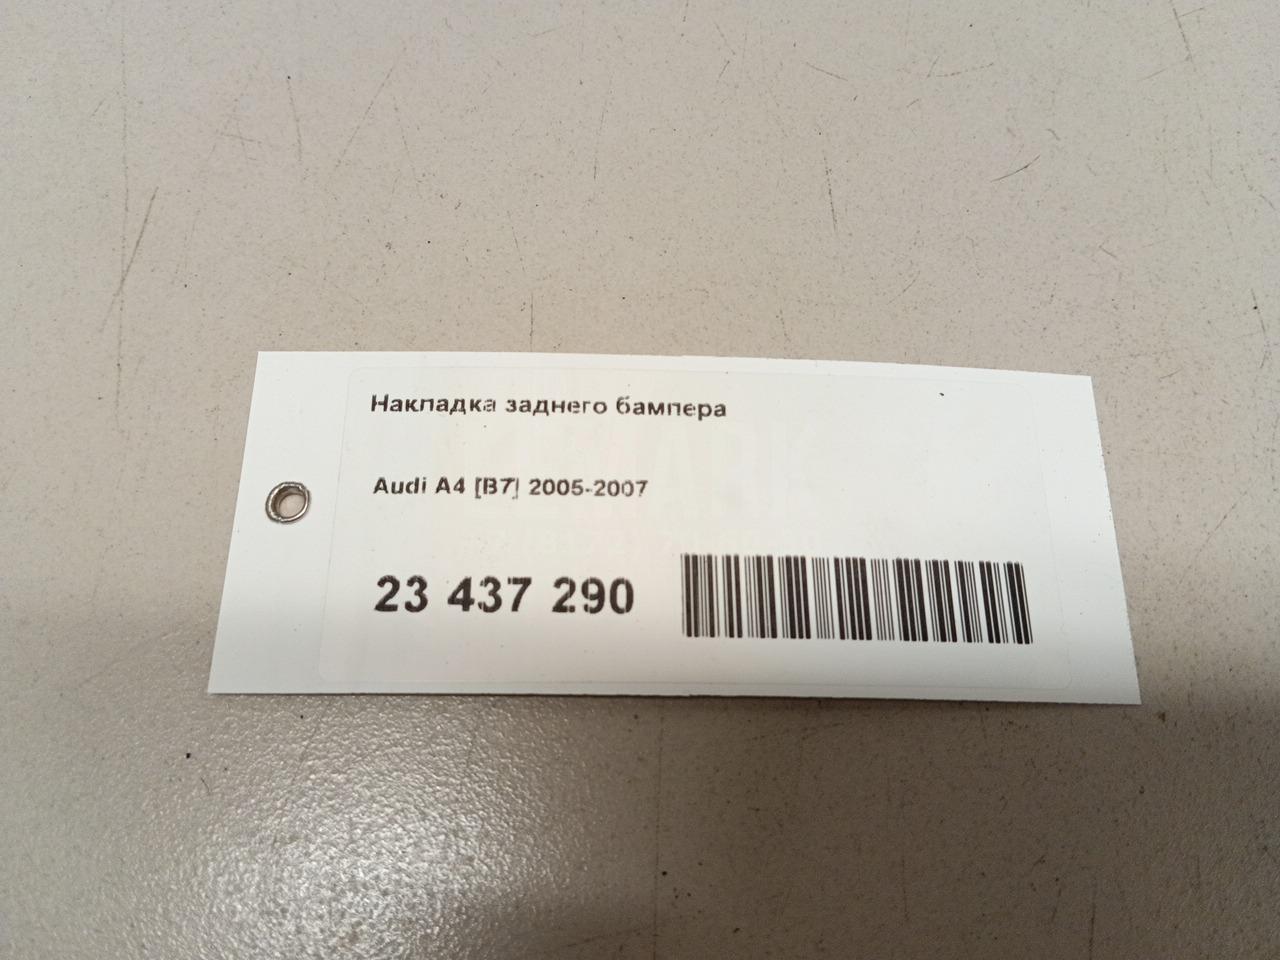 Накладка заднего бампера
Audi A4 [B7] 2005-2007
23 437 290